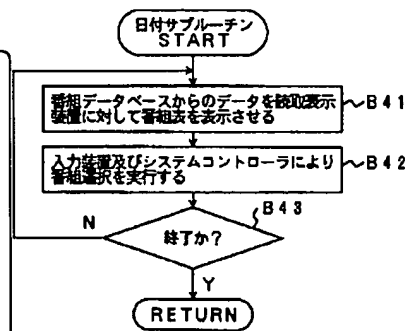 日付サブルーチン
START
番組データベースからのデータを読取表示
装置に対して番組表を表示させる
B41
入力装置及びシステムコントローラにより
番組選択を実行する
B42
B43
終了か?
N
Y
RETURN